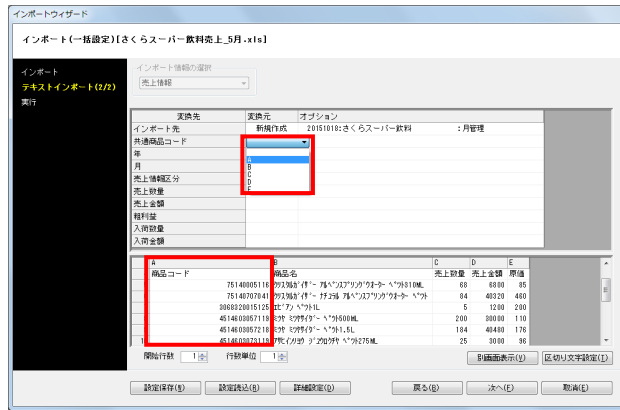 インポートウィザード
インポート(一括設定)[さくらスーパー飲料売上_5月.xls]
インポート
テキストインポート(2/2)
実行
インポート情報の選択
売上情報
変換先 変換元 オプション
インポート先 新規作成 20151018:さくらスーパー飲料 :月管理
共通商品コード
年
月
売上情報区分
売上数量
売上金額
粗利益
入荷数量
入荷金額
A
B
C
D
E
A B C D E
商品コード 商品名 売上数量 売上金額 原価
75140005116 クリスタルガイザー アルペンスプリングウオーター ペット310ML 68 6800 85
75140707041 クリスタルガイザー ナチュラル アルペンスプリングウオーター ペット 84 40320 460
3068320015125 エビアン ペット1L 5 1200 200
4514603057119 ミツヤ ミツヤサイダー ペット500ML 200 30000 110
4514603057218 ミツヤ ミツヤサイダー ペット1.5L 184 40480 176
4514603073119 25 3000 96
開始行数 1 行数単位 1
別画面表示(V) 区切り文字設定(I)
設定保存(S) 設定読込(R) 詳細設定(D) 戻る(B) 次へ(F) 取消(E)